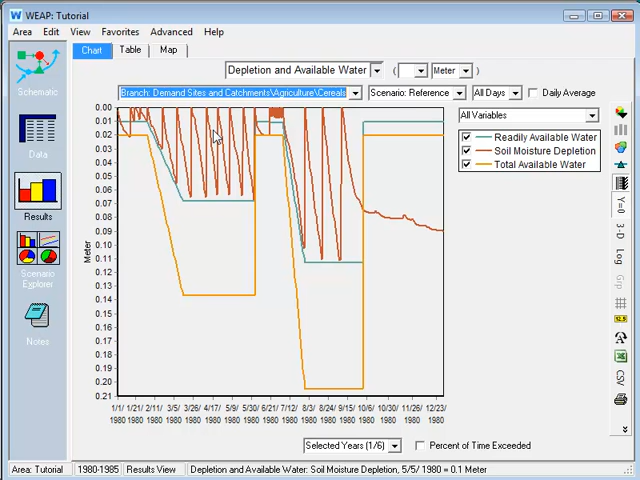 WEAP: Tutorial
Area Edit View Favorites Advanced Help
Chart Table Map
Schematic
Data
Results
Scenario
Explorer
Notes
Depletion and Available Water ( Meter )
Branch: Demand Sites and Catchments\Agriculture\Cereals Scenario: Reference All Days Daily Average
All Variables
Readily Available Water
Soil Moisture Depletion
Total Available Water
Meter
0.00
0.01
0.02
0.03
0.04
0.05
0.06
0.07
0.08
0.09
0.10
0.11
0.12
0.13
0.14
0.15
0.16
0.17
0.18
0.19
0.20
0.21
1/1/ 1/21/ 2/11/ 3/5/ 3/26/ 4/17/ 5/9/ 5/30/ 6/21/ 7/12/ 8/3/ 8/24/ 9/15/ 10/6/ 11/26/ 12/23/
1980 1980 1980 1980 1980 1980 1980 1980 1980 1980 1980 1980 1980 1980 1980 1980
Y=0
3-D
Log
Grp
12.5
CSV
Selected Years (1/6) Percent of Time Exceeded
Area: Tutorial 1980-1985 Results View Depletion and Available Water: Soil Moisture Depletion, 5/5/ 1980 = 0.1 Meter